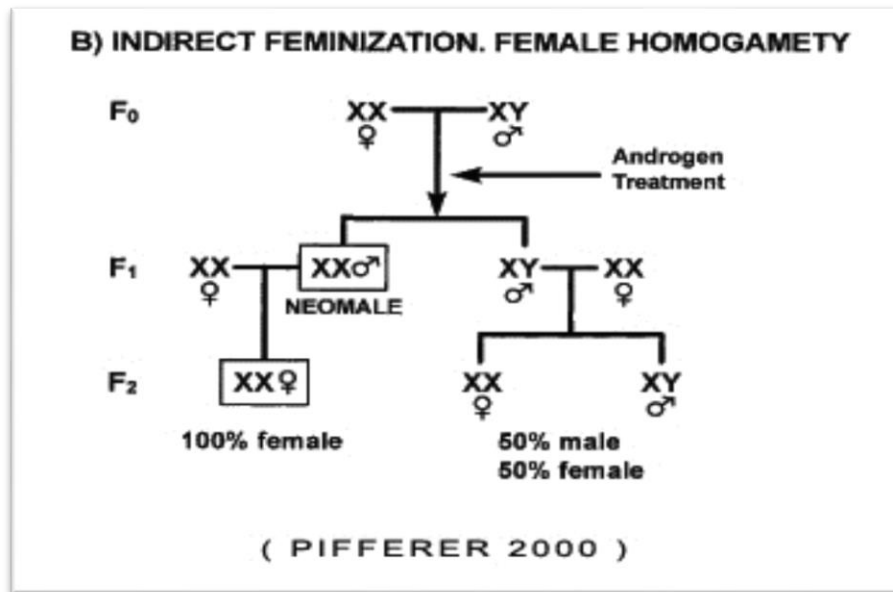 B) INDIRECT FEMINIZATION. FEMALE HOMOGAMETY
F₀ XX XY
♀ ♂
Androgen
Treatment
F₁ XX XX♂ XY XX
♀ NEOMALE ♂ ♀
F₂ XX♀ XX XY
♀ ♂
100% female 50% male
50% female
( PIFFERER 2000 )